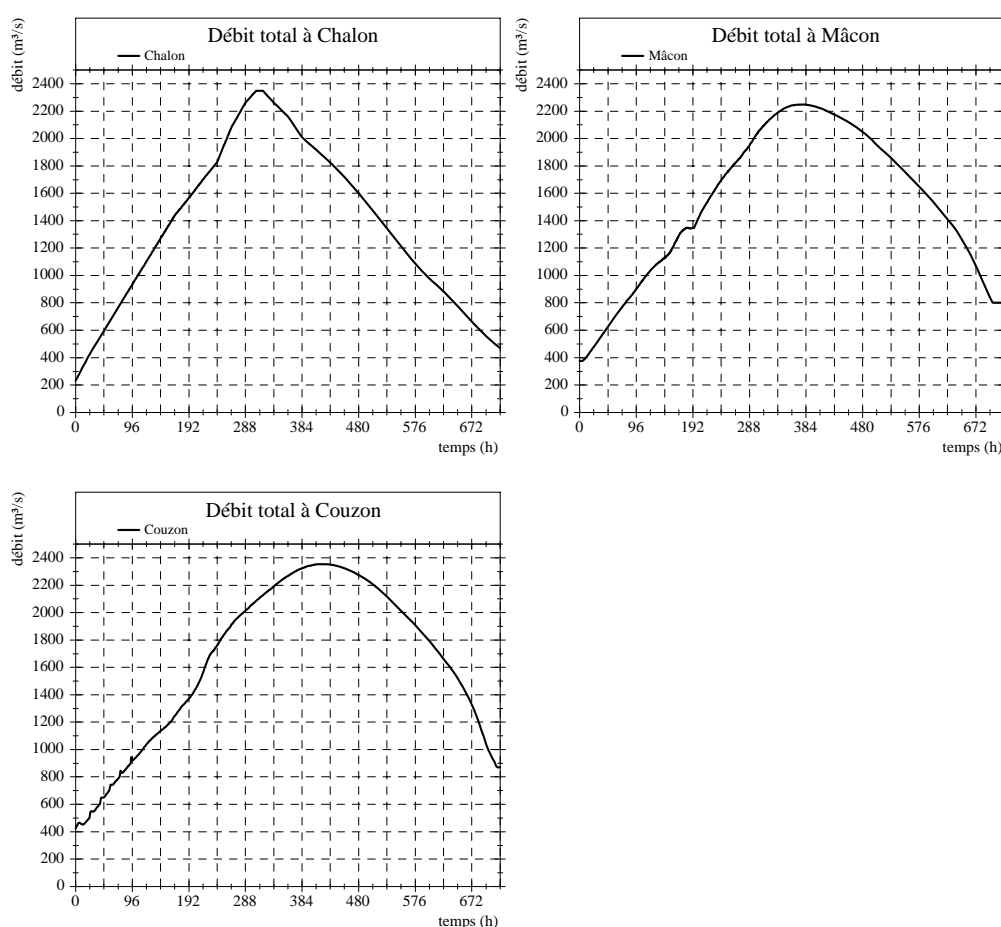 Débit total à Chalon
Chalon
débit (m³/s)
2400
2200
2000
1800
1600
1400
1200
1000
800
600
400
200
0
0 96 192 288 384 480 576 672
temps (h)
Débit total à Mâcon
Mâcon
débit (m³/s)
2400
2200
2000
1800
1600
1400
1200
1000
800
600
400
200
0
0 96 192 288 384 480 576 672
temps (h)
Débit total à Couzon
Couzon
débit (m³/s)
2400
2200
2000
1800
1600
1400
1200
1000
800
600
400
200
0
0 96 192 288 384 480 576 672
temps (h)